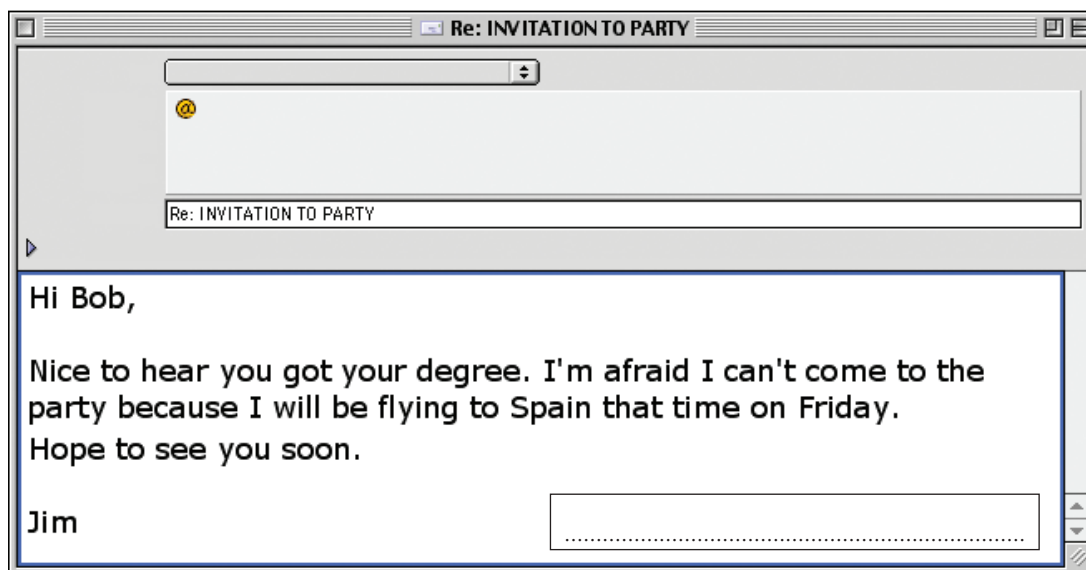 Re: INVITATION TO PARTY
@
Re: INVITATION TO PARTY
Hi Bob,
Nice to hear you got your degree. I'm afraid I can't come to the
party because I will be flying to Spain that time on Friday.
Hope to see you soon.
Jim